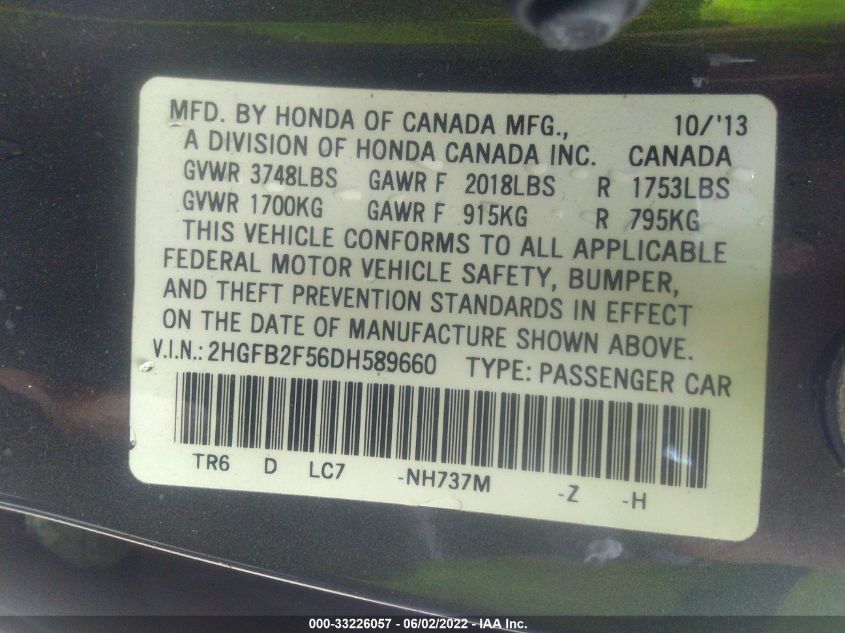 MFD. BY HONDA OF CANADA MFG., 10/'13
A DIVISION OF HONDA CANADA INC. CANADA
GVWR 3748LBS GAWR F 2018LBS R 1753LBS
GVWR 1700KG GAWR F 915KG R 795KG
THIS VEHICLE CONFORMS TO ALL APPLICABLE
FEDERAL MOTOR VEHICLE SAFETY, BUMPER,
AND THEFT PREVENTION STANDARDS IN EFFECT
ON THE DATE OF MANUFACTURE SHOWN ABOVE.
V.I.N.: 2HGFB2F56DH589660 TYPE: PASSENGER CAR
TR6 D LC7 -NH737M -Z -H
000-33226057 - 06/02/2022 - IAA Inc.